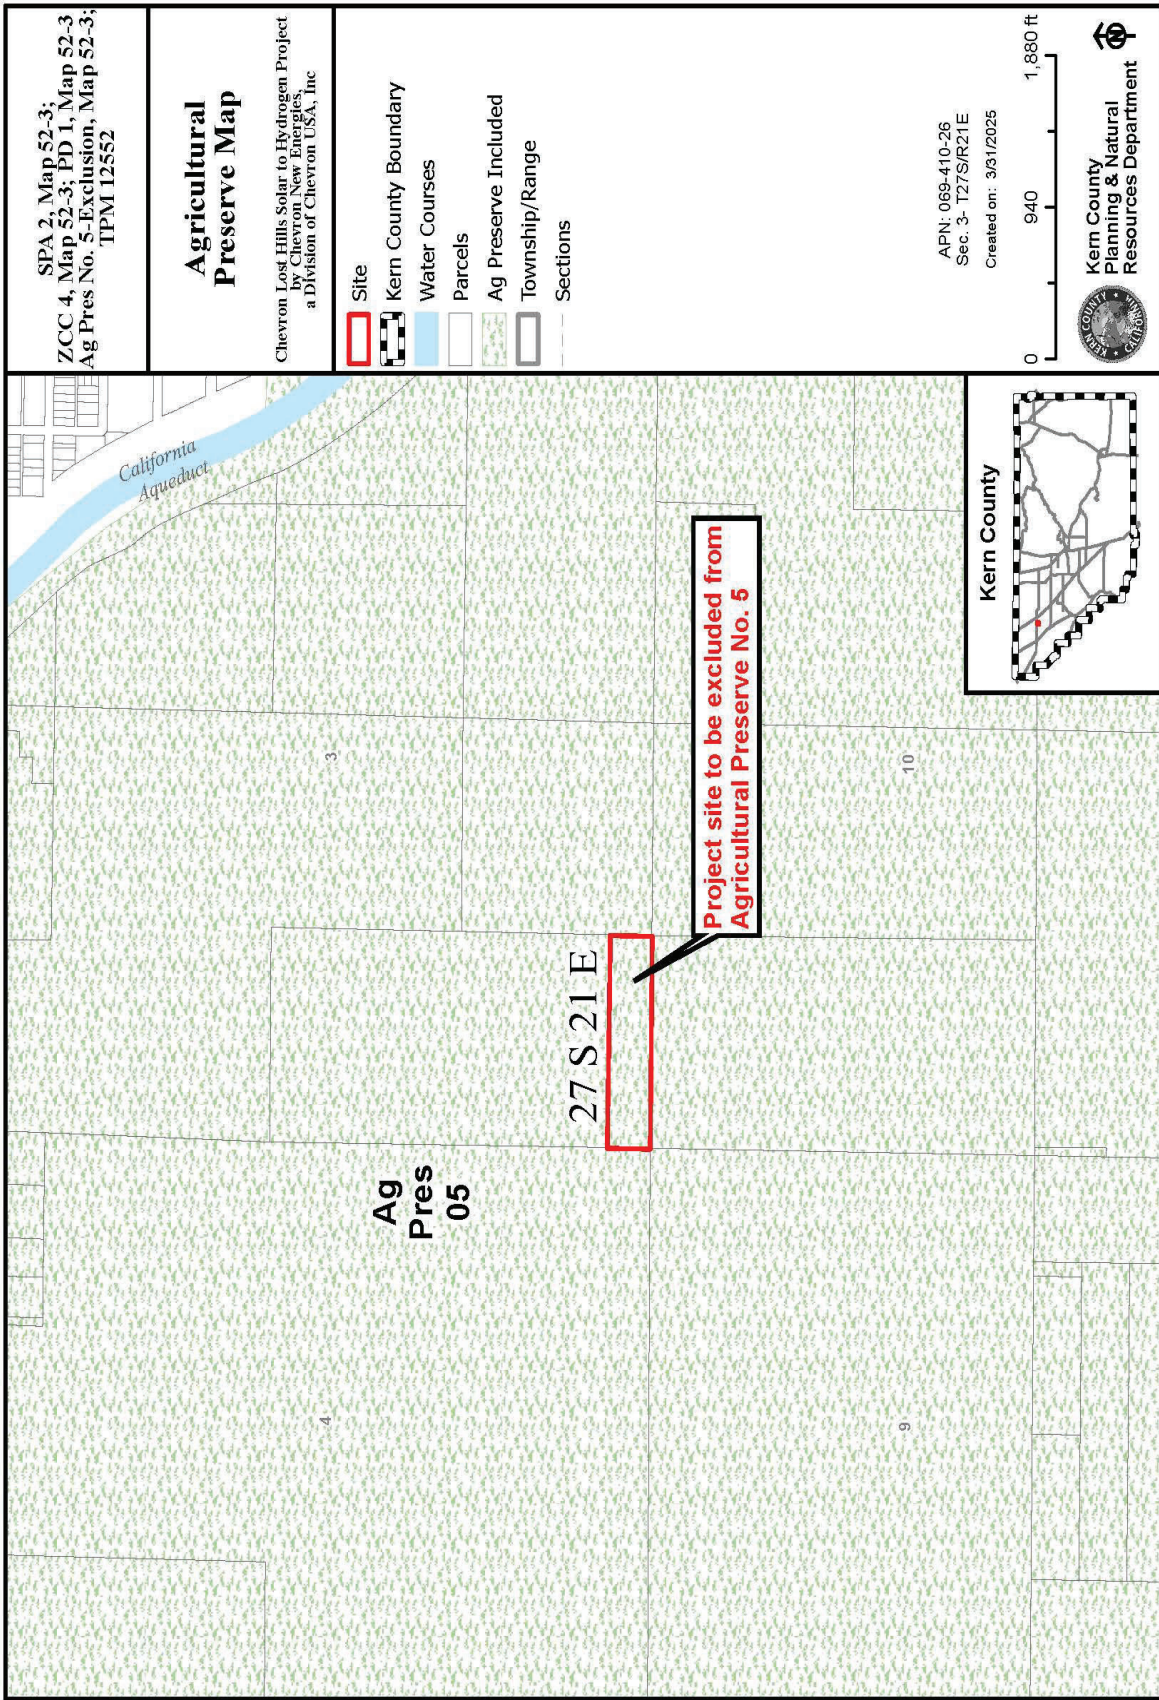 SPA 2, Map 52-3;
ZCC 4, Map 52-3; PD 1, Map 52-3
Ag Pres No. 5-Exclusion, Map 52-3;
TPM 12552
Agricultural
Preserve Map
Chevron Lost Hills Solar to Hydrogen Project
by Chevron New Energies,
a Division of Chevron USA, Inc
Site
Kern County Boundary
Water Courses
Parcels
Ag Preserve Included
Township/Range
Sections
APN: 069-410-26
Sec. 3- T27S/R21E
Created on: 3/31/2025
0
940
1,880 ft
KERN COUNTY
CALIFORNIA
Kern County
Planning & Natural
Resources Department
N
California
Aqueduct
3
4
27 S 21 E
Ag
Pres
05
Project site to be excluded from
Agricultural Preserve No. 5
9
10
Kern County